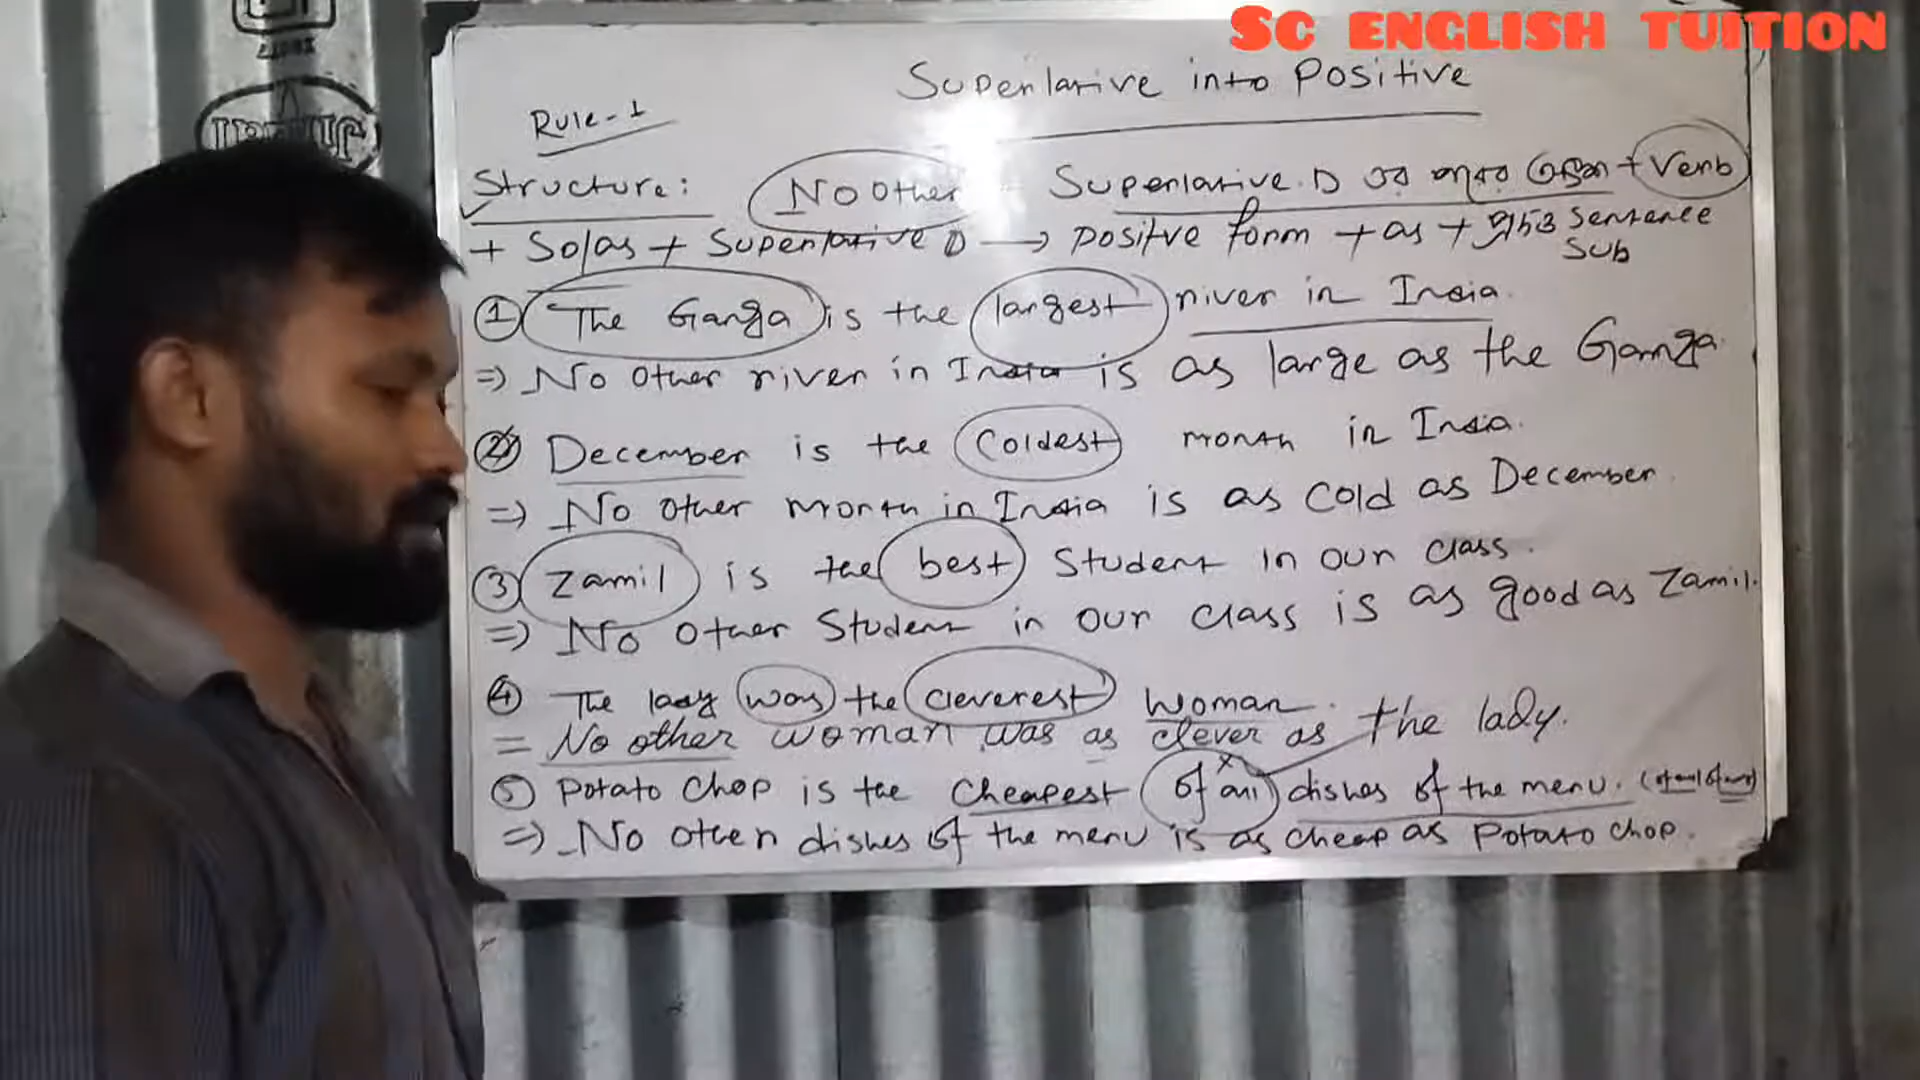 SC ENGLISH TUITION
Superlative into Positive
Rule-1
Structure: No Other Superlative D এর পরের + Verb
+ So/as + Superlative D → positive form + as + Sentence
Sub
① The Ganga is the largest river in India.
⇒ No Other river in India is as large as the Ganga.
② December is the Coldest month in India.
⇒ No Other month in India is as Cold as December.
③ Zamil is the best Student in our class.
⇒ No Other Student in our class is as good as Zamil.
④ The lady was the cleverest woman.
= No other woman was as clever as the lady.
⑤ Potato Chop is the Cheapest of all dishes of the menu.
⇒ No other dishes of the menu is as cheap as Potato Chop.